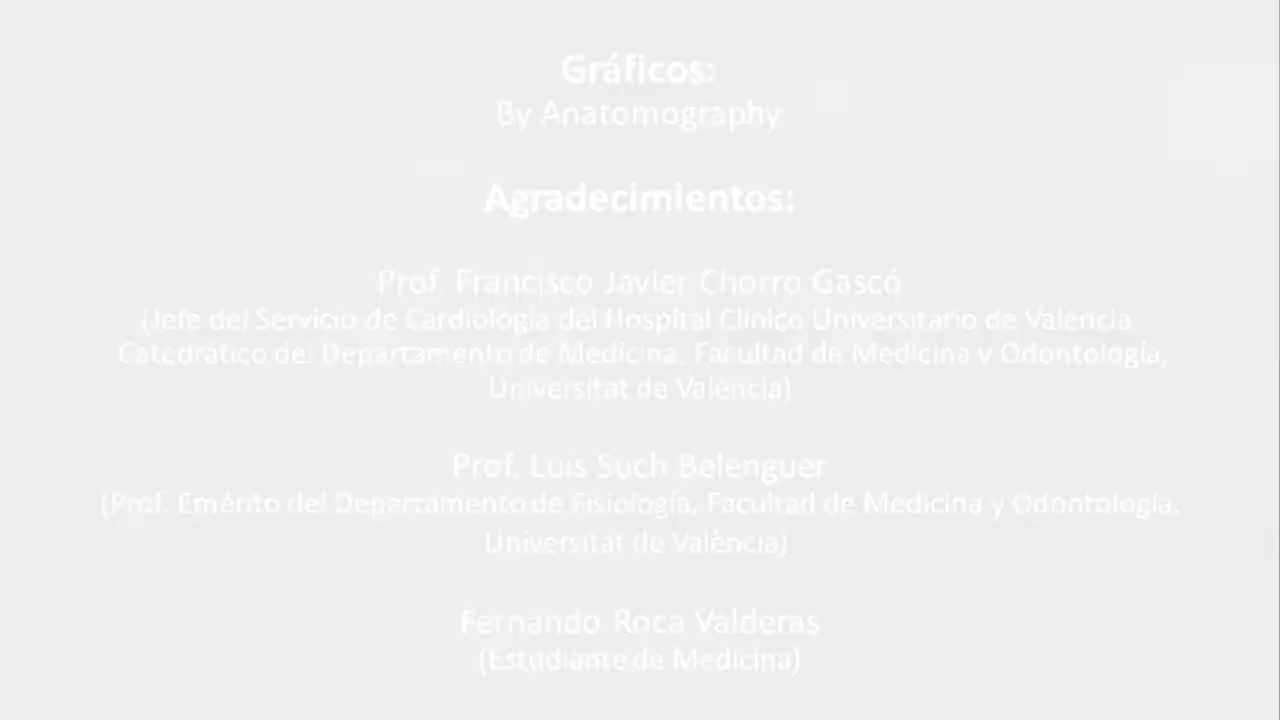 Gráficos:
By Anatomography
Agradecimientos:
Prof. Francisco Javier Chorro Gascó
(Jefe del Servicio de Cardiología del Hospital Clínico Universitario de Valencia.
Catedrático del Departamento de Medicina, Facultad de Medicina y Odontología,
Universitat de València)
Prof. Luis Such Belenguer
(Prof. Emérito del Departamento de Fisiología, Facultad de Medicina y Odontología,
Universitat de València)
Fernando Roca Valderas
(Estudiante de Medicina)